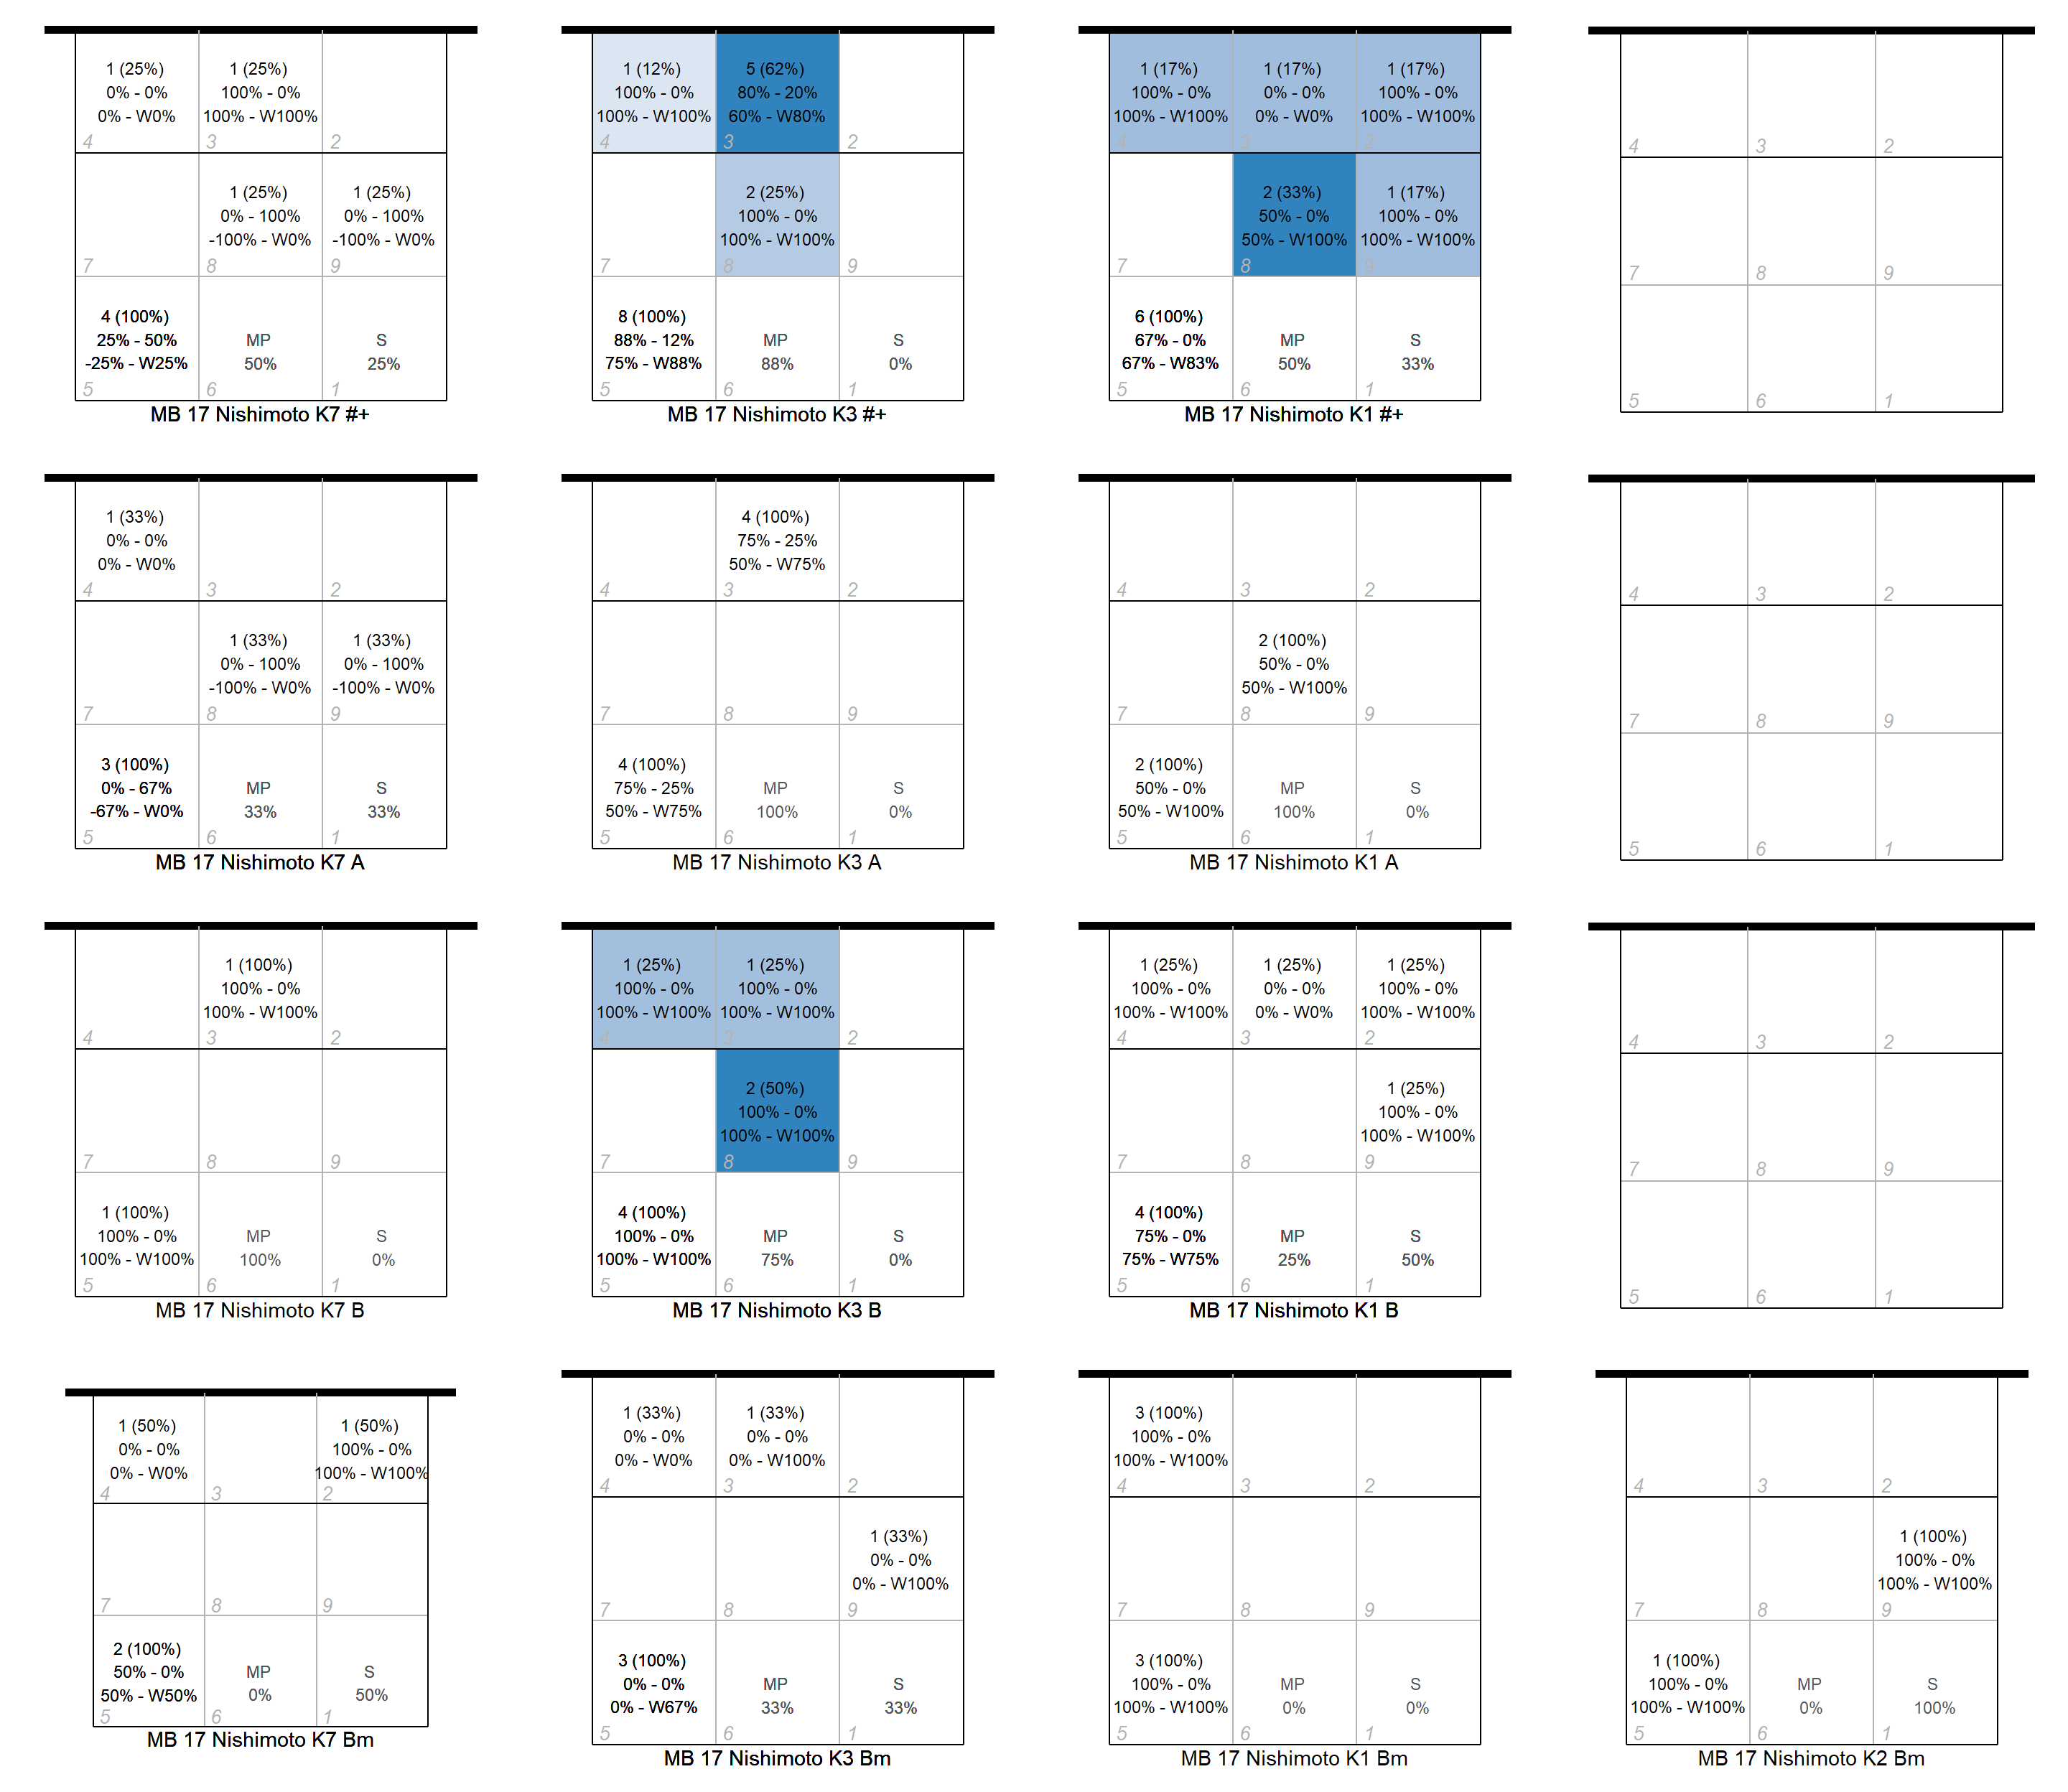 1 (25%)
0% - 0%
0% - W0%
4
1 (25%)
100% - 0%
100% - W100%
3
2
7
1 (25%)
0% - 100%
-100% - W0%
8
1 (25%)
0% - 100%
-100% - W0%
9
4 (100%)
25% - 50%
-25% - W25%
5
MP
50%
6
S
25%
1
MB 17 Nishimoto K7 #+
1 (12%)
100% - 0%
100% - W100%
4
5 (62%)
80% - 20%
60% - W80%
3
2
7
2 (25%)
100% - 0%
100% - W100%
8
9
8 (100%)
88% - 12%
75% - W88%
5
MP
88%
6
S
0%
1
MB 17 Nishimoto K3 #+
1 (17%)
100% - 0%
100% - W100%
4
1 (17%)
0% - 0%
0% - W0%
3
1 (17%)
100% - 0%
100% - W100%
2
7
2 (33%)
50% - 0%
50% - W100%
8
1 (17%)
100% - 0%
100% - W100%
9
6 (100%)
67% - 0%
67% - W83%
5
MP
50%
6
S
33%
1
MB 17 Nishimoto K1 #+
4
3
2
7
8
9
5
6
1
1 (33%)
0% - 0%
0% - W0%
4
3
2
7
1 (33%)
0% - 100%
-100% - W0%
8
1 (33%)
0% - 100%
-100% - W0%
9
3 (100%)
0% - 67%
-67% - W0%
5
MP
33%
6
S
33%
1
MB 17 Nishimoto K7 A
4
4 (100%)
75% - 25%
50% - W75%
3
2
7
8
9
4 (100%)
75% - 25%
50% - W75%
5
MP
100%
6
S
0%
1
MB 17 Nishimoto K3 A
4
3
2
7
2 (100%)
50% - 0%
50% - W100%
8
9
2 (100%)
50% - 0%
50% - W100%
5
MP
100%
6
S
0%
1
MB 17 Nishimoto K1 A
4
3
2
7
8
9
5
6
1
4
1 (100%)
100% - 0%
100% - W100%
3
2
7
8
9
1 (100%)
100% - 0%
100% - W100%
5
MP
100%
6
S
0%
1
MB 17 Nishimoto K7 B
1 (25%)
100% - 0%
100% - W100%
4
1 (25%)
100% - 0%
100% - W100%
3
2
7
2 (50%)
100% - 0%
100% - W100%
8
9
4 (100%)
100% - 0%
100% - W100%
5
MP
75%
6
S
0%
1
MB 17 Nishimoto K3 B
1 (25%)
100% - 0%
100% - W100%
4
1 (25%)
0% - 0%
0% - W0%
3
1 (25%)
100% - 0%
100% - W100%
2
7
8
1 (25%)
100% - 0%
100% - W100%
9
4 (100%)
75% - 0%
75% - W75%
5
MP
25%
6
S
50%
1
MB 17 Nishimoto K1 B
4
3
2
7
8
9
5
6
1
1 (50%)
0% - 0%
0% - W0%
4
3
1 (50%)
100% - 0%
100% - W100%
2
7
8
9
2 (100%)
50% - 0%
50% - W50%
5
MP
0%
6
S
50%
1
MB 17 Nishimoto K7 Bm
1 (33%)
0% - 0%
0% - W0%
4
1 (33%)
0% - 0%
0% - W100%
3
2
7
8
1 (33%)
0% - 0%
0% - W100%
9
3 (100%)
0% - 0%
0% - W67%
5
MP
33%
6
S
33%
1
MB 17 Nishimoto K3 Bm
3 (100%)
100% - 0%
100% - W100%
4
3
2
7
8
9
3 (100%)
100% - 0%
100% - W100%
5
MP
0%
6
S
0%
1
MB 17 Nishimoto K1 Bm
4
3
2
7
8
1 (100%)
100% - 0%
100% - W100%
9
1 (100%)
100% - 0%
100% - W100%
5
MP
0%
6
S
100%
1
MB 17 Nishimoto K2 Bm